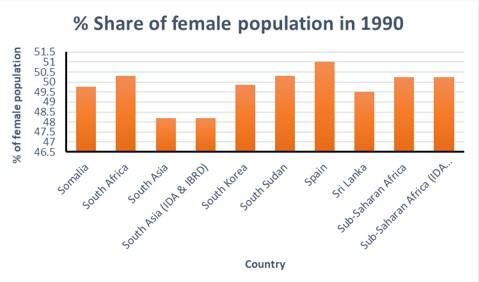 % Share of female population in 1990
% of female population
51.5
51
50.5
50
49.5
49
48.5
48
47.5
47
46.5
Somalia
South Africa
South Asia
South Asia (IDA & IBRD)
South Korea
South Sudan
Spain
Sri Lanka
Sub-Saharan Africa
Sub-Saharan Africa (IDA...
Country